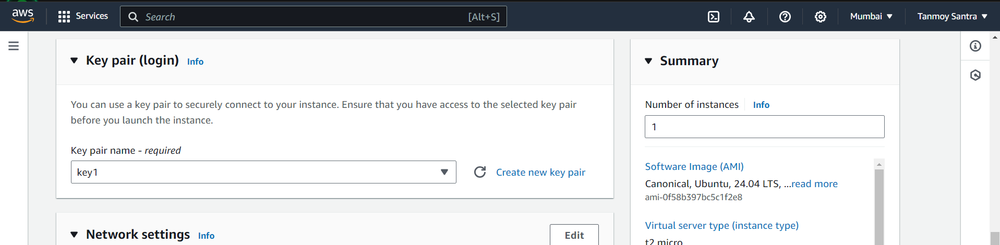 aws
Services
Search
[Alt+S]
Mumbai
Tanmoy Santra
Key pair (login) Info
You can use a key pair to securely connect to your instance. Ensure that you have access to the selected key pair
before you launch the instance.
Key pair name - required
key1
Create new key pair
Network settings Info
Edit
Summary
Number of instances Info
1
Software Image (AMI)
Canonical, Ubuntu, 24.04 LTS, ...read more
ami-0f58b397bc5c1f2e8
Virtual server type (instance type)
t2.micro